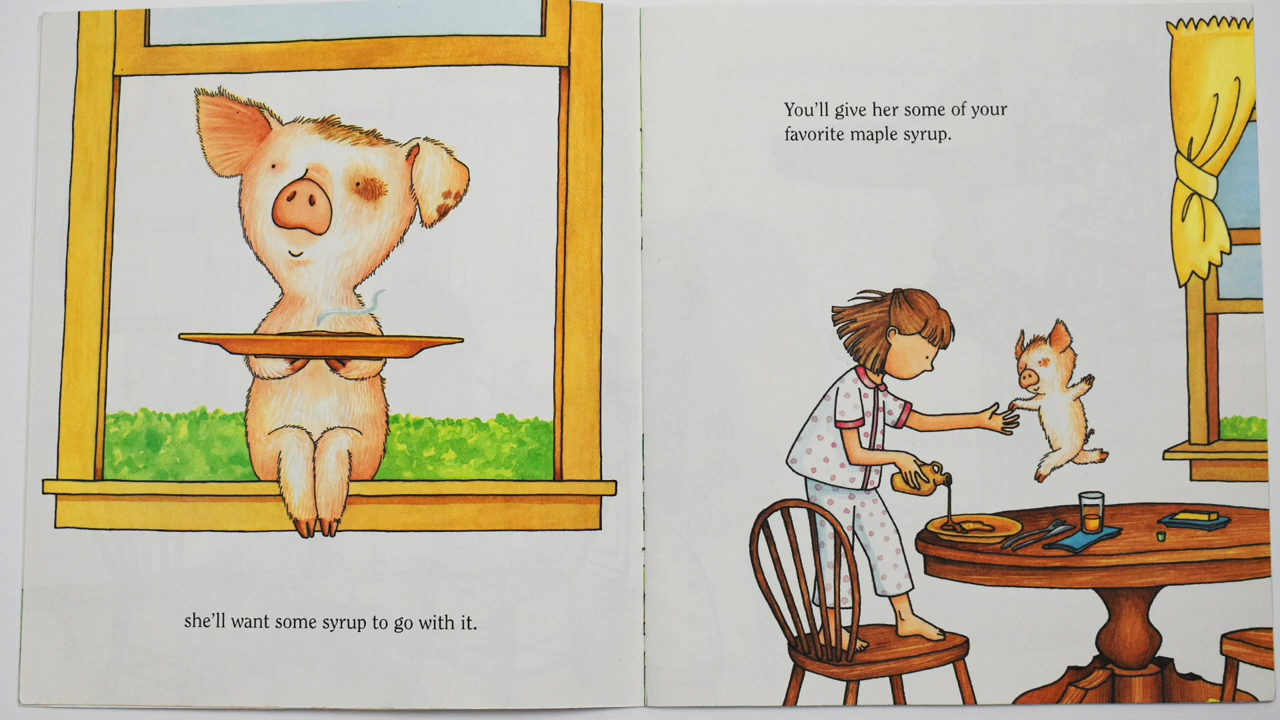 she'll want some syrup to go with it.
You'll give her some of your
favorite maple syrup.